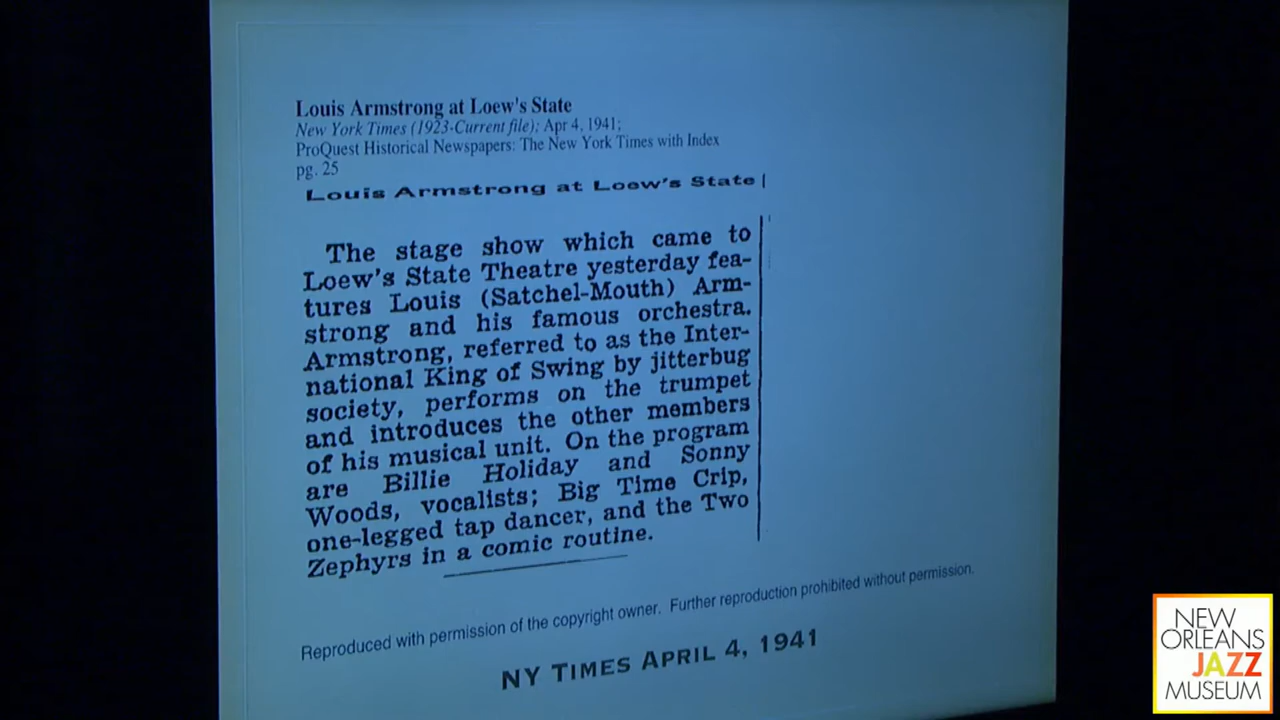 Louis Armstrong at Loew's State
New York Times (1923-Current file); Apr 4, 1941;
ProQuest Historical Newspapers: The New York Times with Index
pg. 25
Louis Armstrong at Loew's State
The stage show which came to
Loew's State Theatre yesterday fea-
tures Louis (Satchel-Mouth) Arm-
strong and his famous orchestra.
Armstrong, referred to as the Inter-
national King of Swing by jitterbug
society, performs on the trumpet
and introduces the other members
of his musical unit. On the program
are Billie Holiday and Sonny
Woods, vocalists; Big Time Crip,
one-legged tap dancer, and the Two
Zephyrs in a comic routine.
Reproduced with permission of the copyright owner. Further reproduction prohibited without permission.
NY TIMES APRIL 4, 1941
NEW
ORLEANS
JAZZ
MUSEUM